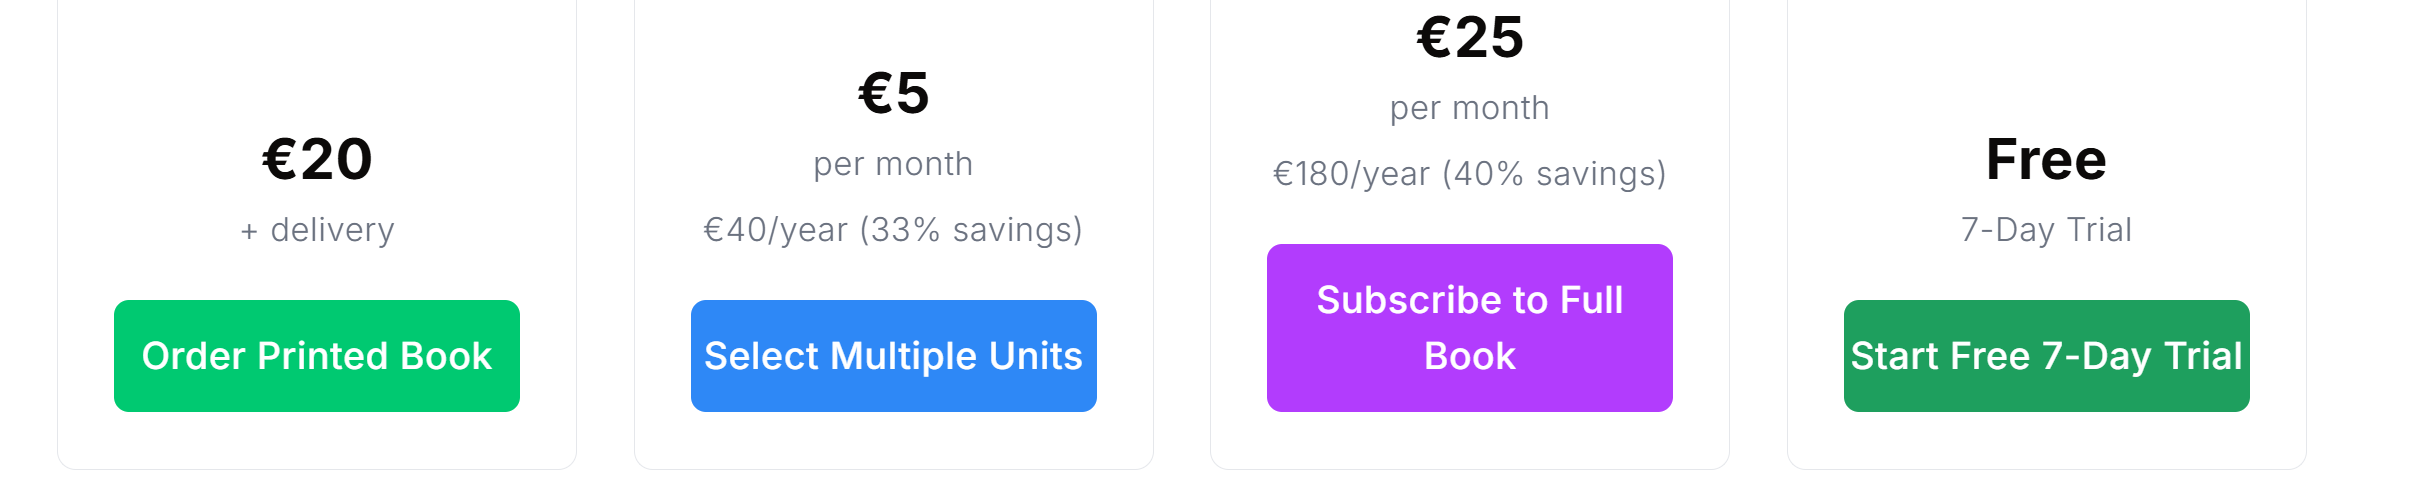 €20
+ delivery
Order Printed Book
€5
per month
€40/year (33% savings)
Select Multiple Units
€25
per month
€180/year (40% savings)
Subscribe to Full
Book
Free
7-Day Trial
Start Free 7-Day Trial